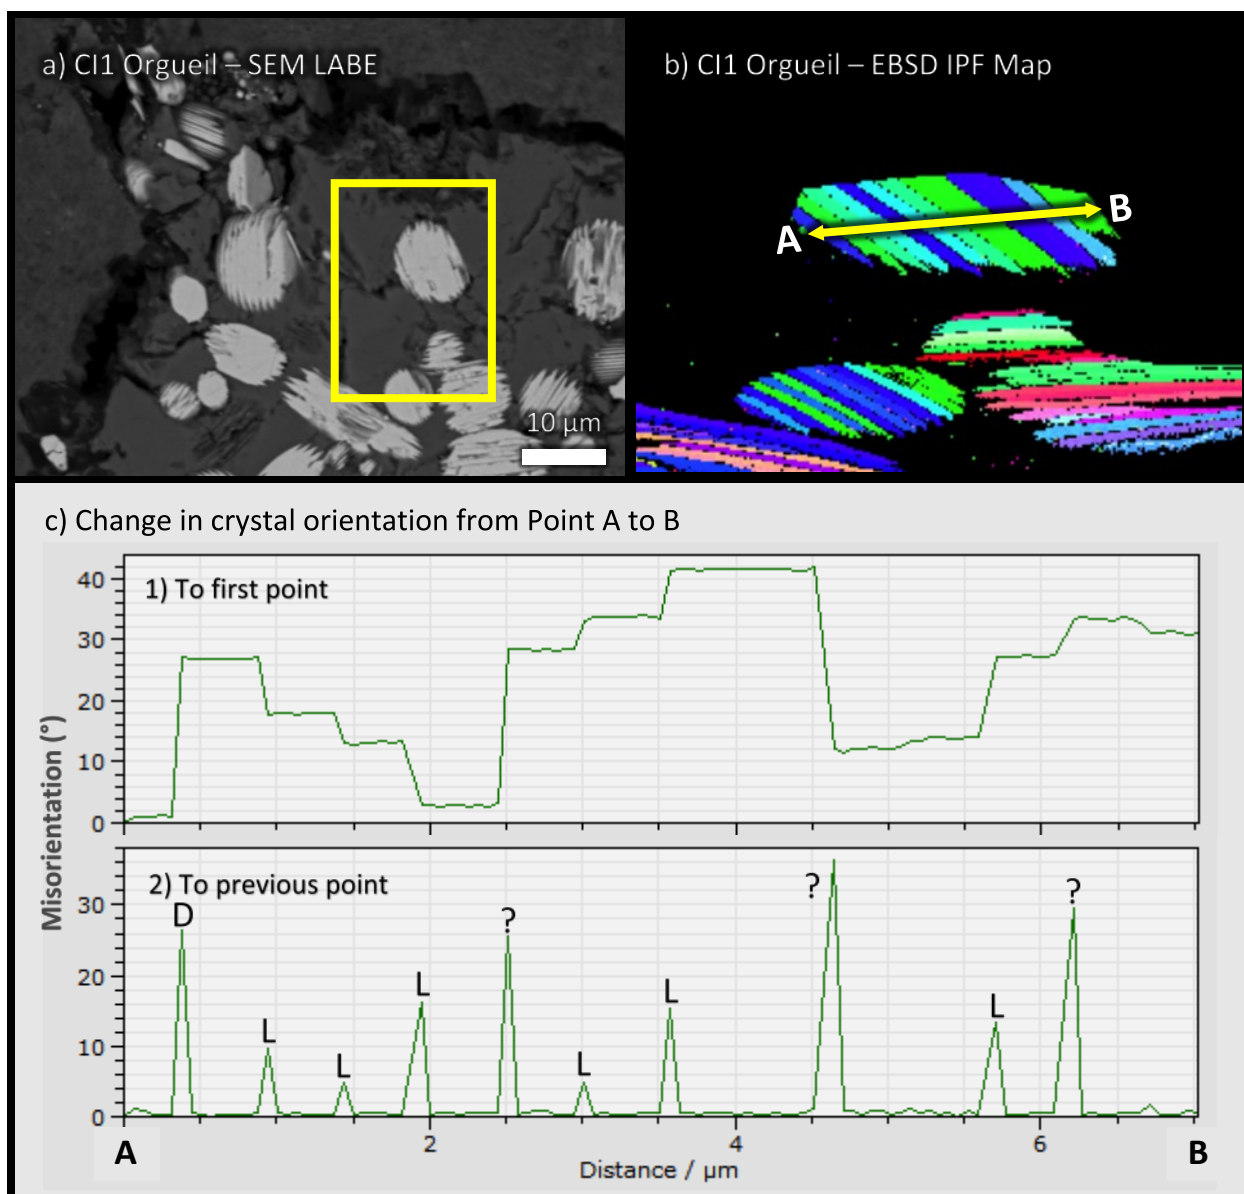 a) CI1 Orgueil – SEM LABE
10 µm
b) CI1 Orgueil – EBSD IPF Map
A
B
c) Change in crystal orientation from Point A to B
Misorientation (°)
1) To first point
40
30
20
10
0
2) To previous point
30
20
10
0
D
L
L
L
?
L
L
?
L
?
2
4
6
A
B
Distance / µm